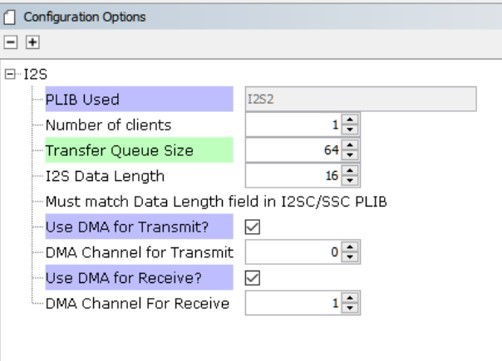 Configuration Options
I2S
PLIB Used I2S2
Number of clients 1
Transfer Queue Size 64
I2S Data Length 16
Must match Data Length field in I2SC/SSC PLIB
Use DMA for Transmit?
DMA Channel for Transmit 0
Use DMA for Receive?
DMA Channel For Receive 1